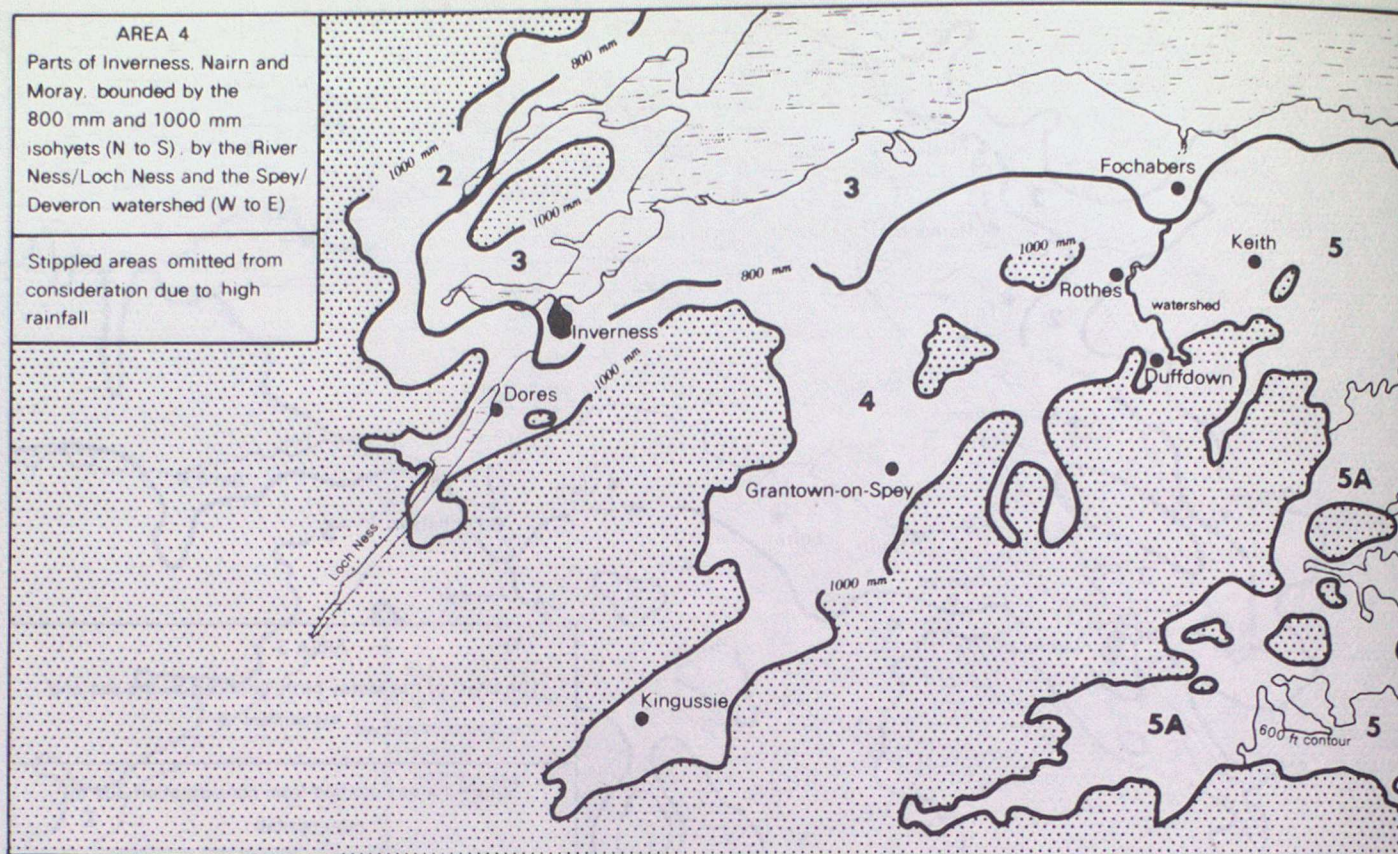 AREA 4
Parts of Inverness, Nairn and
Moray, bounded by the
800 mm and 1000 mm
isohyets (N to S), by the River
Ness/Loch Ness and the Spey/
Deveron watershed (W to E)
Stippled areas omitted from
consideration due to high
rainfall
800 mm
1000 mm
2
1000 mm
3
3
Fochabers
Keith
5
1000 mm
800 mm
Rothes
watershed
Inverness
1000 mm
Duffdown
Dores
4
Grantown-on-Spey
5A
Loch Ness
1000 mm
Kingussie
5A
600 ft contour
5